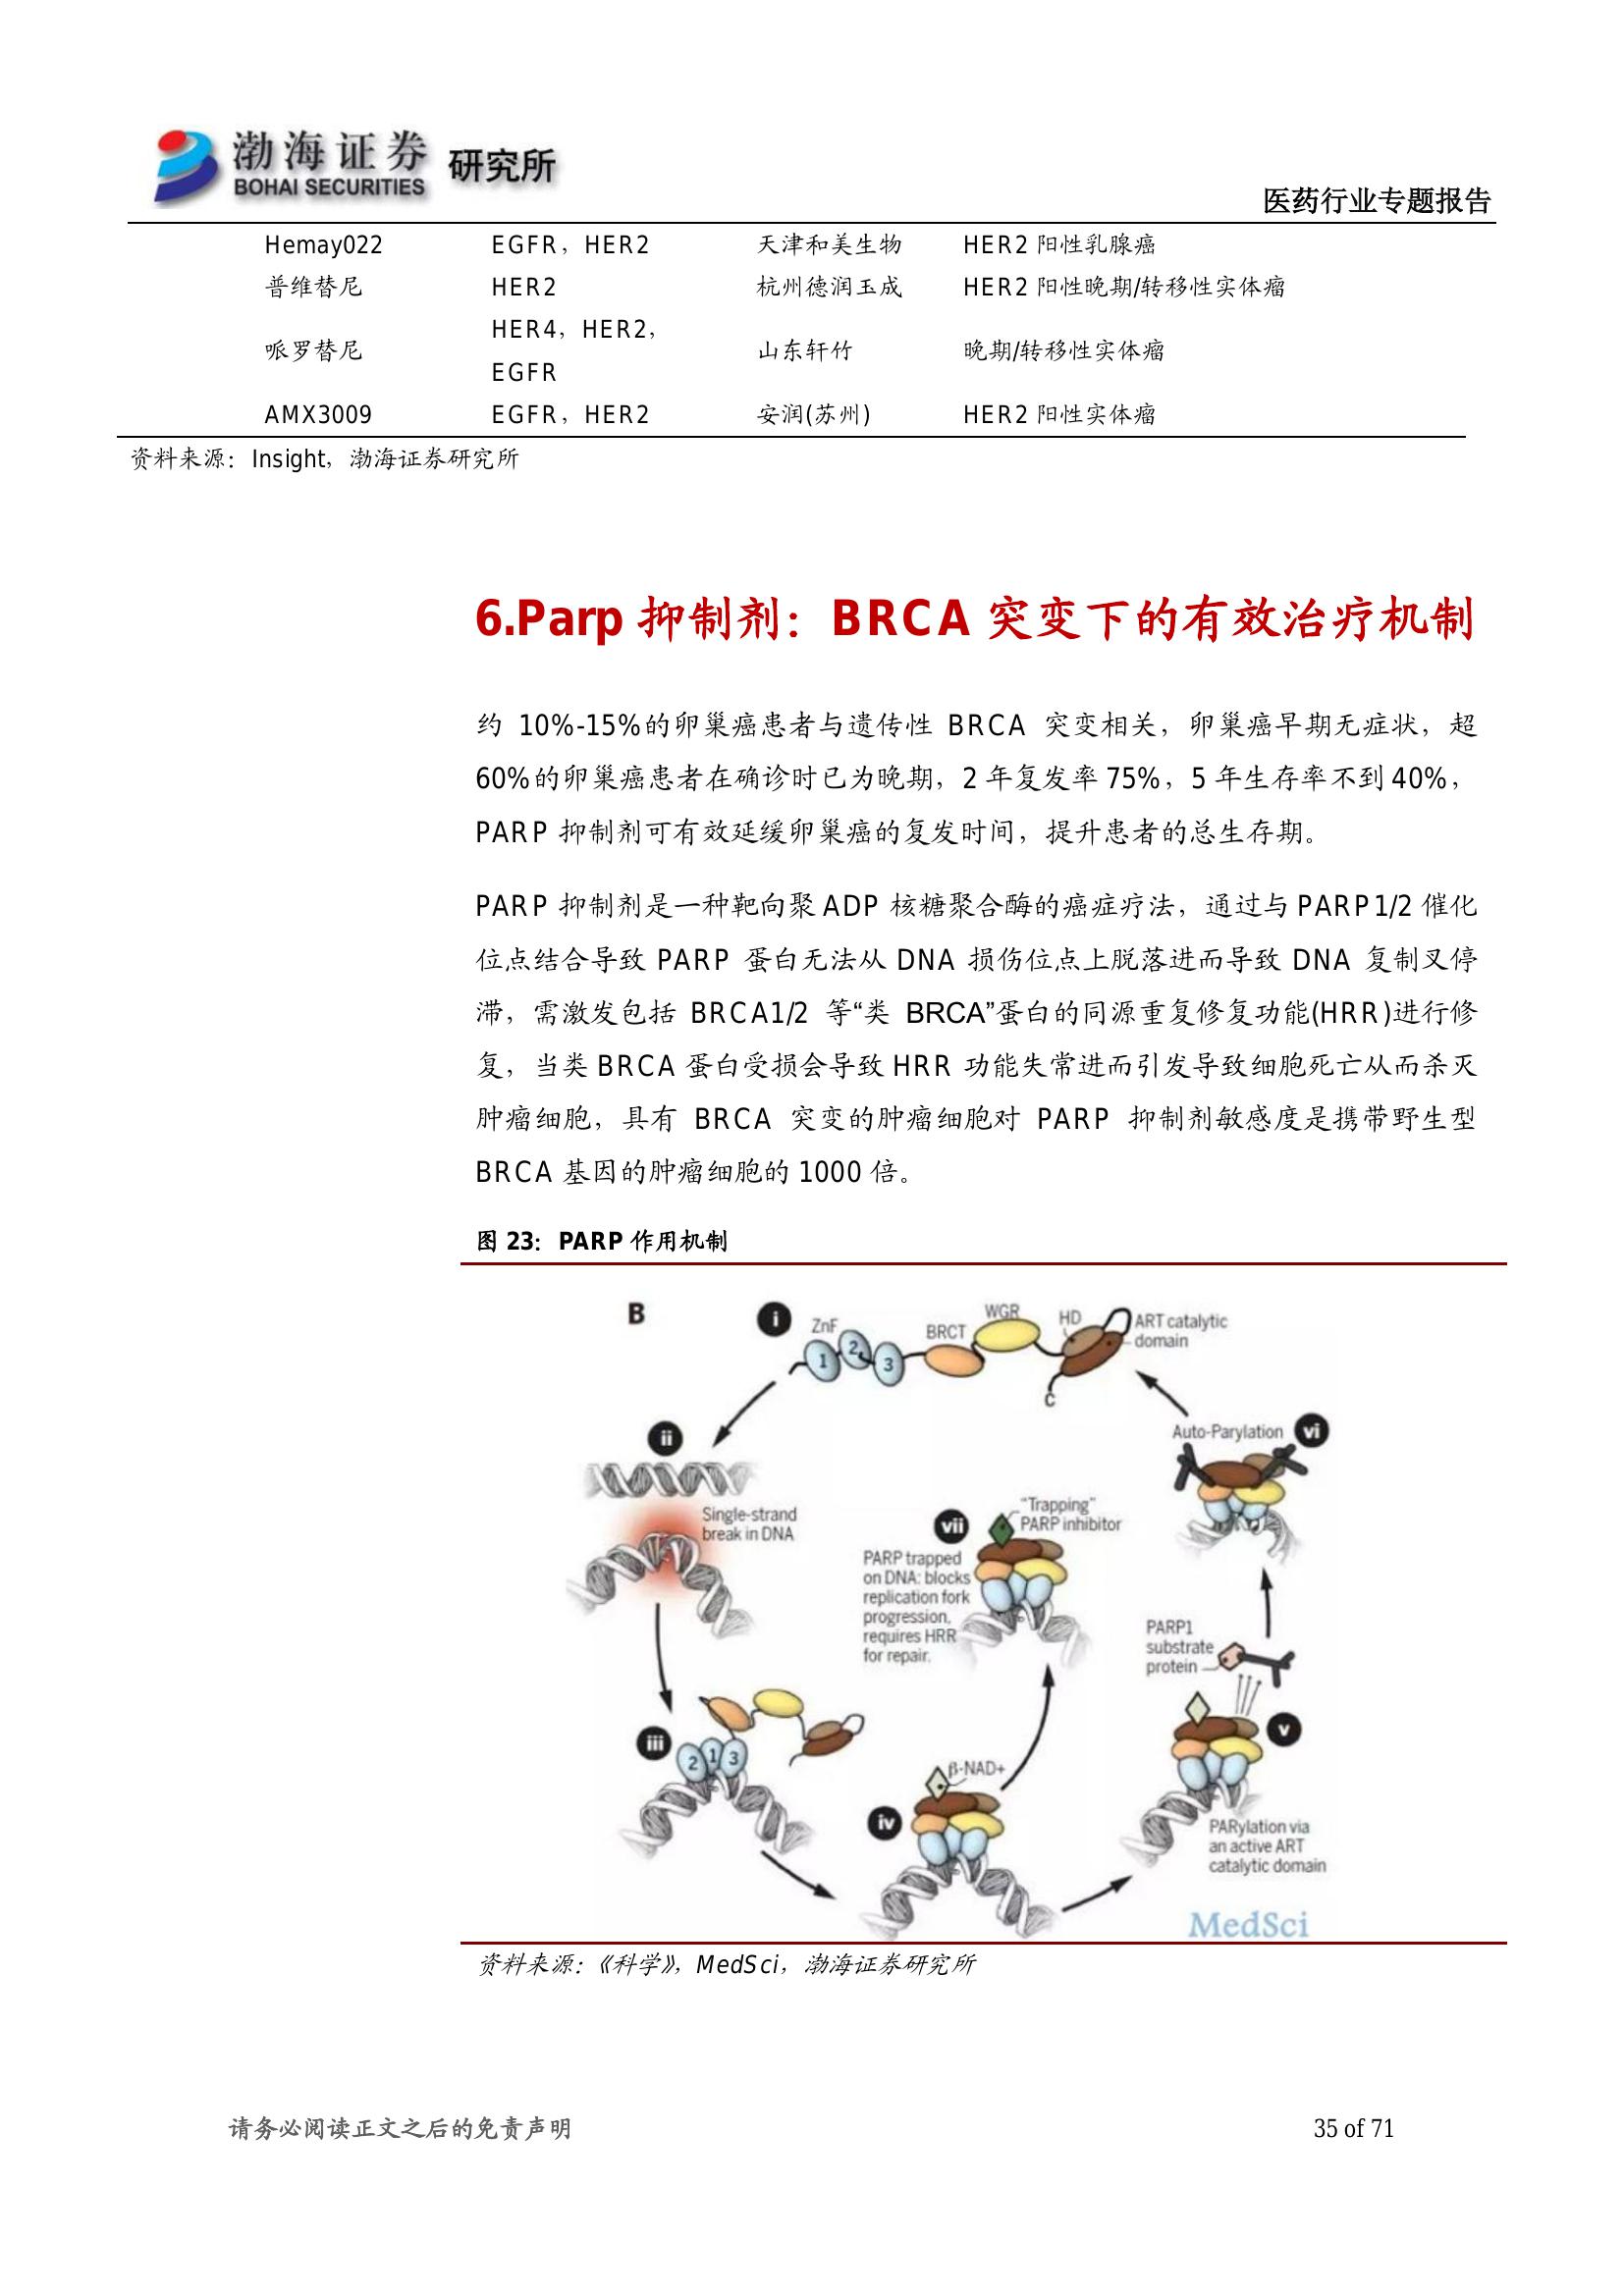 渤海证券 研究所
BOHAI SECURITIES
医药行业专题报告
Hemay022 EGFR，HER2 天津和美生物 HER2 阳性乳腺癌
普维替尼 HER2 杭州德润玉成 HER2 阳性晚期/转移性实体瘤
哌罗替尼 HER4，HER2，EGFR 山东轩竹 晚期/转移性实体瘤
AMX3009 EGFR，HER2 安润(苏州) HER2 阳性实体瘤
资料来源：Insight，渤海证券研究所
6.Parp 抑制剂：BRCA 突变下的有效治疗机制
约 10%-15%的卵巢癌患者与遗传性 BRCA 突变相关，卵巢癌早期无症状，超
60%的卵巢癌患者在确诊时已为晚期，2 年复发率 75%，5 年生存率不到 40%，
PARP 抑制剂可有效延缓卵巢癌的复发时间，提升患者的总生存期。
PARP 抑制剂是一种靶向聚 ADP 核糖聚合酶的癌症疗法，通过与 PARP1/2 催化
位点结合导致 PARP 蛋白无法从 DNA 损伤位点上脱落进而导致 DNA 复制叉停
滞，需激发包括 BRCA1/2 等“类 BRCA”蛋白的同源重复修复功能(HRR)进行修
复，当类 BRCA 蛋白受损会导致 HRR 功能失常进而引发导致细胞死亡从而杀灭
肿瘤细胞，具有 BRCA 突变的肿瘤细胞对 PARP 抑制剂敏感度是携带野生型
BRCA 基因的肿瘤细胞的 1000 倍。
图 23：PARP 作用机制
B
i
ZnF
1
2
3
BRCT
WGR
HD
ART catalytic
domain
C
ii
Single-strand
break in DNA
iii
2 1 3
iv
β-NAD+
v
PARylation via
an active ART
catalytic domain
PARP1
substrate
protein
vi
Auto-Parylation
vii
"Trapping"
PARP inhibitor
PARP trapped
on DNA: blocks
replication fork
progression,
requires HRR
for repair.
MedSci
资料来源：《科学》，MedSci，渤海证券研究所
请务必阅读正文之后的免责声明
35 of 71